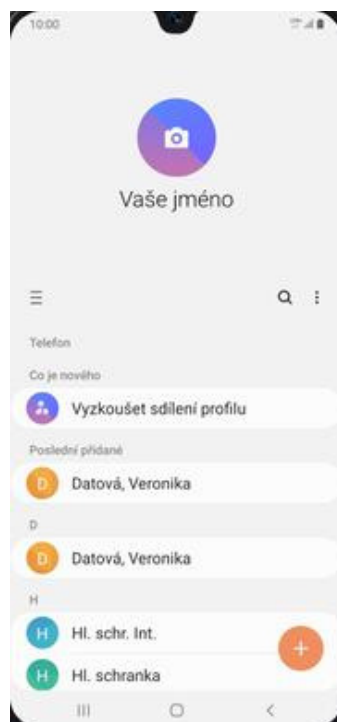 10:00
Vaše jméno
Telefon
Co je nového
Vyzkoušet sdílení profilu
Poslední přidané
D
Datová, Veronika
D
D
Datová, Veronika
H
H
Hl. schr. Int.
H
Hl. schranka